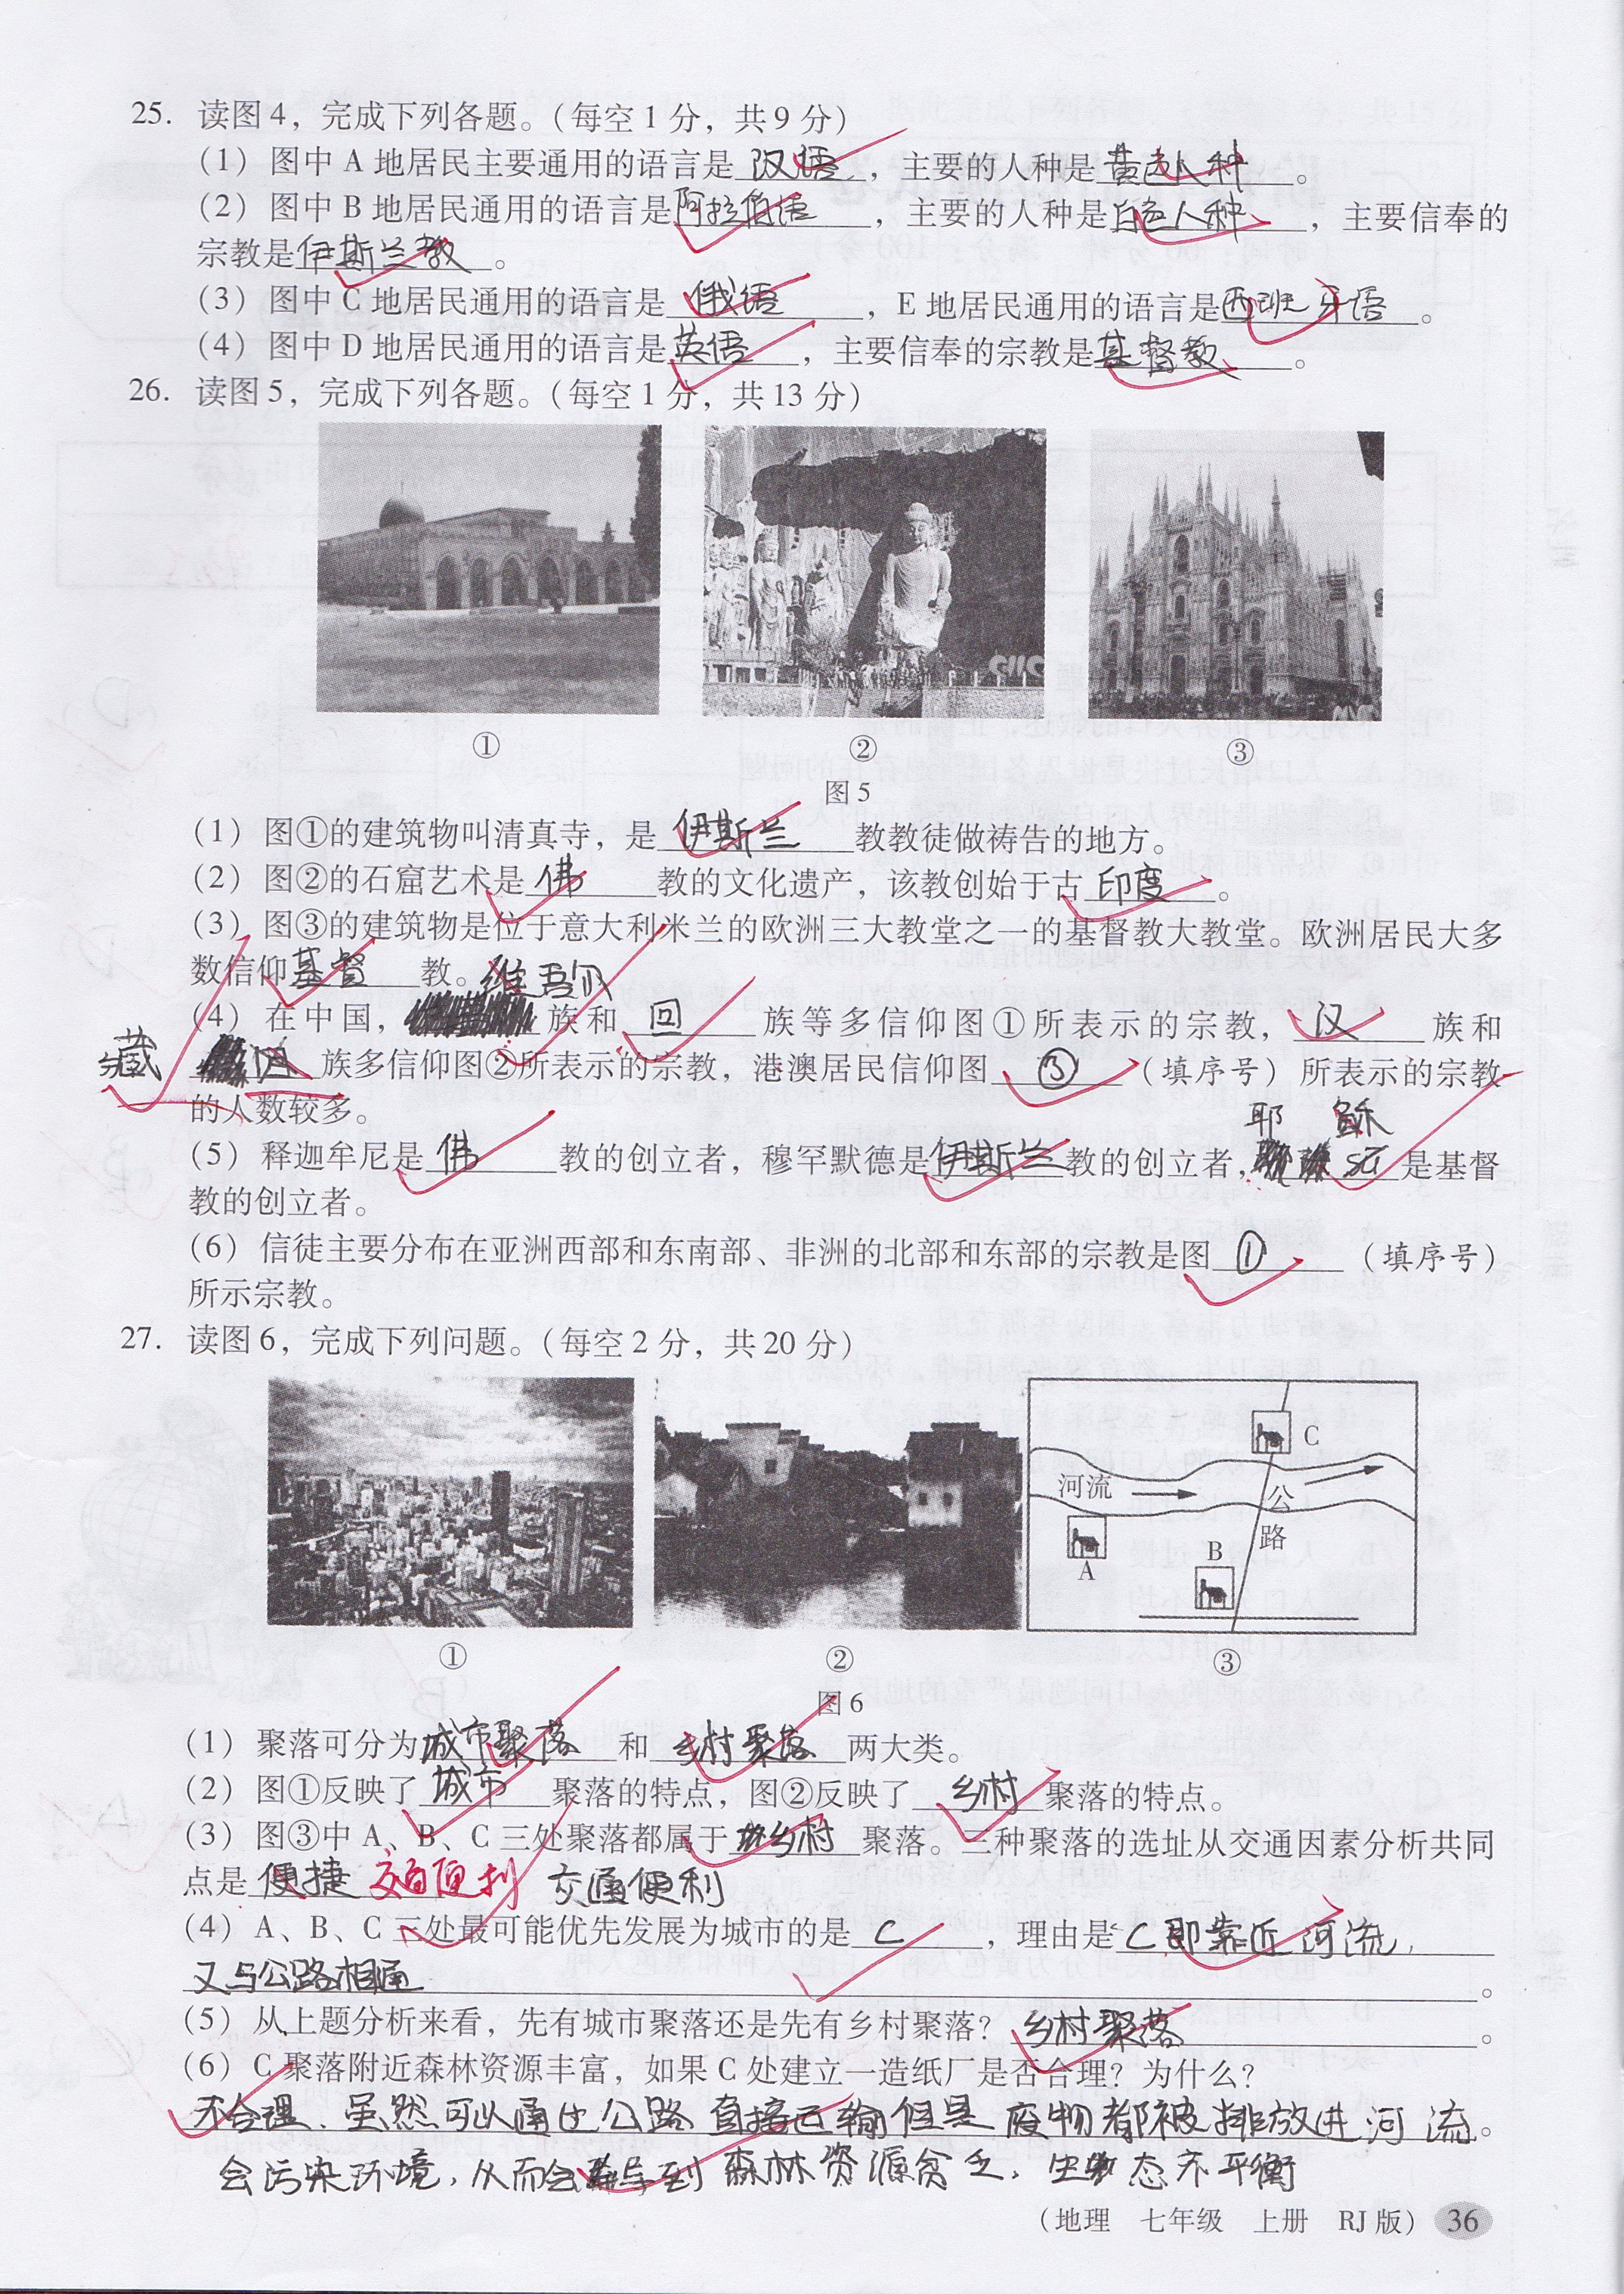 25. 读图4，完成下列各题。（每空1分，共9分）
（1）图中A地居民主要通用的语言是 汉语 ，主要的人种是 黄色人种 。
（2）图中B地居民通用的语言是 阿拉伯语 ，主要的人种是 白色人种 ，主要信奉的
宗教是 伊斯兰教 。
（3）图中C地居民通用的语言是 俄语 ，E地居民通用的语言是 西班牙语 。
（4）图中D地居民通用的语言是 英语 ，主要信奉的宗教是 基督教 。
26. 读图5，完成下列各题。（每空1分，共13分）
① ② ③
图5
（1）图①的建筑物叫清真寺，是 伊斯兰 教教徒做祷告的地方。
（2）图②的石窟艺术是 佛 教的文化遗产，该教创始于古 印度 。
（3）图③的建筑物是位于意大利米兰的欧洲三大教堂之一的基督教大教堂。欧洲居民大多
数信仰 基督 教。
维吾尔
（4）在中国， 族和 回 族等多信仰图①所表示的宗教， 汉 族和
藏 族多信仰图②所表示的宗教，港澳居民信仰图 ③ （填序号）所表示的宗教
的人数较多。
耶 稣
（5）释迦牟尼是 佛 教的创立者，穆罕默德是 伊斯兰 教的创立者， 是基督
教的创立者。
（6）信徒主要分布在亚洲西部和东南部、非洲的北部和东部的宗教是图 ① （填序号）
所示宗教。
27. 读图6，完成下列问题。（每空2分，共20分）
河流 公路 A B C
① ② ③
图6
（1）聚落可分为 城市聚落 和 乡村聚落 两大类。
（2）图①反映了 城市 聚落的特点，图②反映了 乡村 聚落的特点。
（3）图③中A、B、C三处聚落都属于 乡村 聚落。三种聚落的选址从交通因素分析共同
点是 便捷 交通便利 交通便利
（4）A、B、C三处最可能优先发展为城市的是 C ，理由是 C即靠近河流，
又与公路相通 。
（5）从上题分析来看，先有城市聚落还是先有乡村聚落？ 乡村聚落 。
（6）C聚落附近森林资源丰富，如果C处建立一造纸厂是否合理？为什么？
不合理. 虽然可以通过公路直接运输但是废物都被排放进河流。
会污染环境，从而会导到森林资源贫乏，生态不平衡
（地理 七年级 上册 RJ版） 36